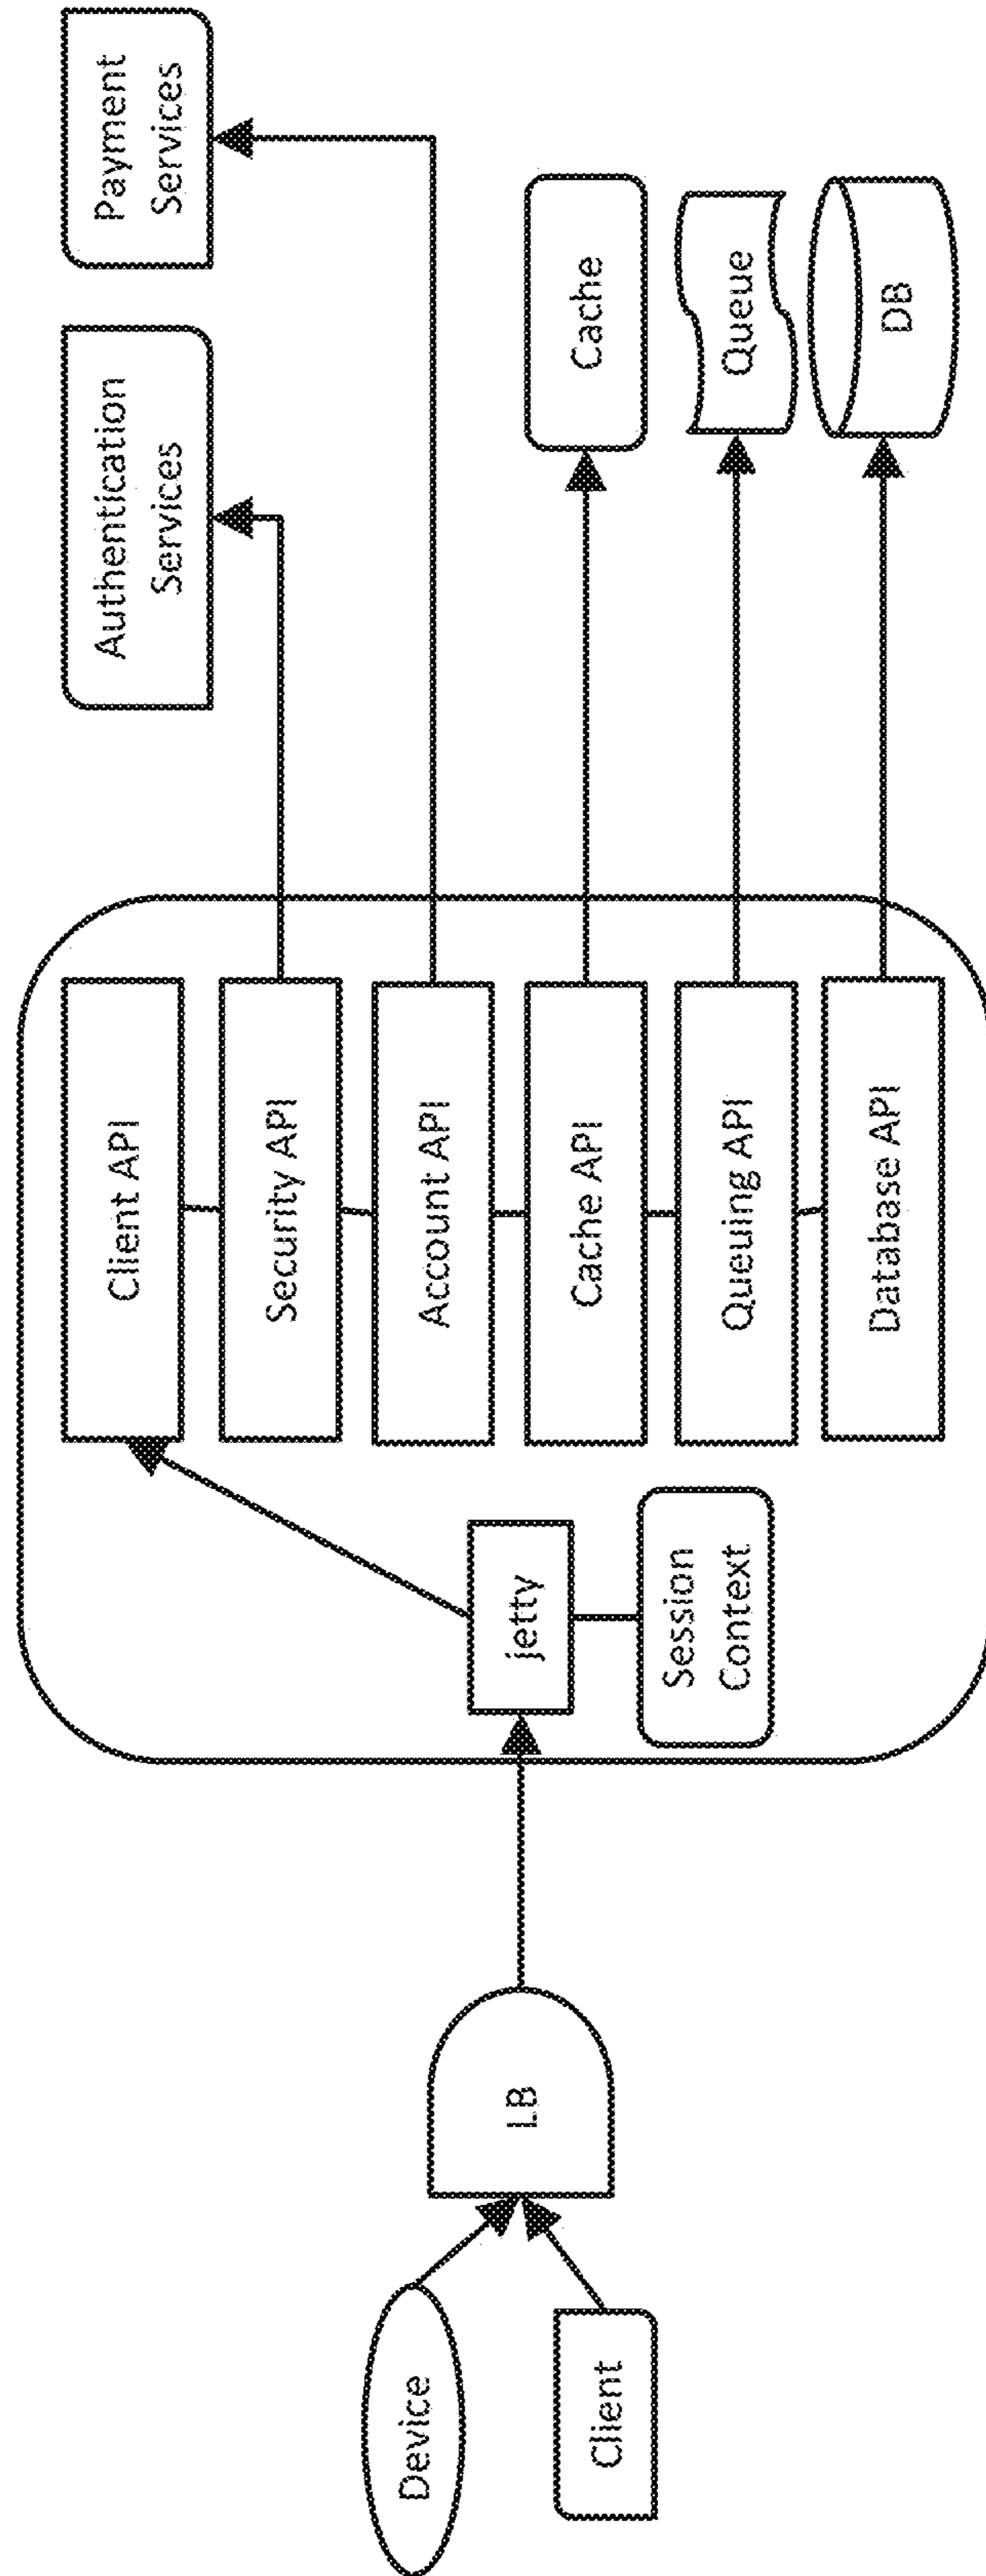 Device
Client
LB
jetty
Session
Context
Client API
Security API
Account API
Cache API
Queuing API
Database API
Authentication
Services
Payment
Services
Cache
Queue
DB